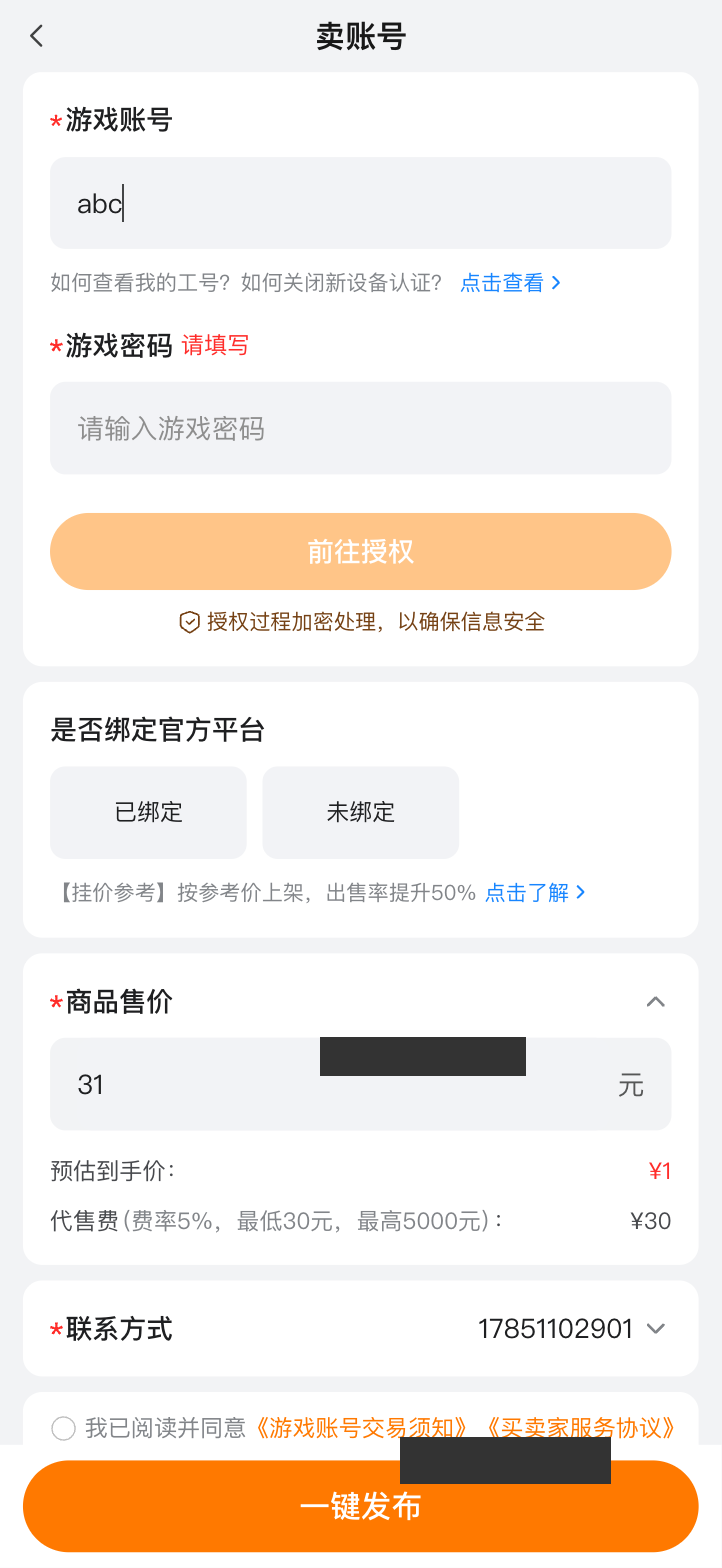 卖账号
*游戏账号
abc
如何查看我的工号？如何关闭新设备认证？ 点击查看
*游戏密码 请填写
请输入游戏密码
前往授权
授权过程加密处理，以确保信息安全
是否绑定官方平台
已绑定 未绑定
【挂价参考】按参考价上架，出售率提升50% 点击了解
*商品售价
31 元
预估到手价： ¥1
代售费(费率5%，最低30元，最高5000元)： ¥30
*联系方式 17851102901
我已阅读并同意《游戏账号交易须知》《买卖家服务协议》
一键发布